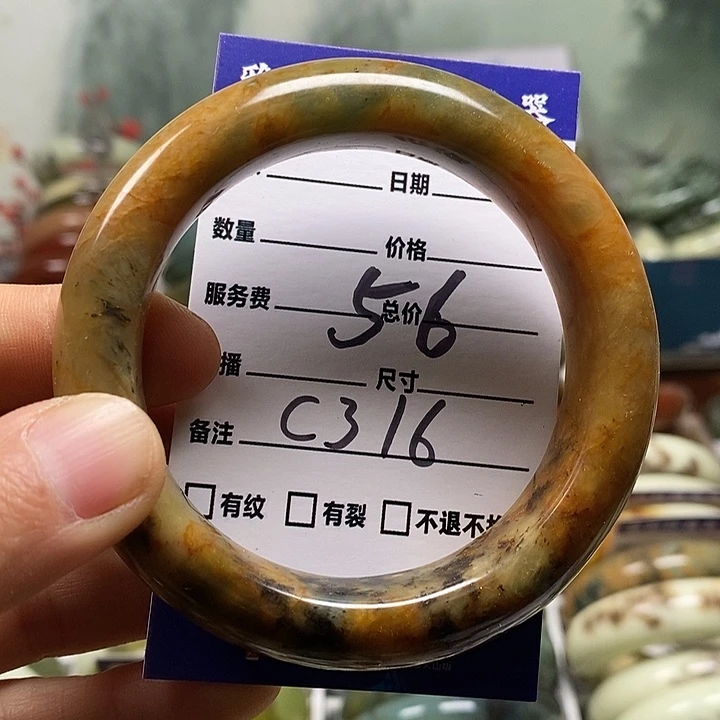 器
日期
数量 价格
服务费 总价
56
播 尺寸
备注 C316
有纹 有裂 不退不